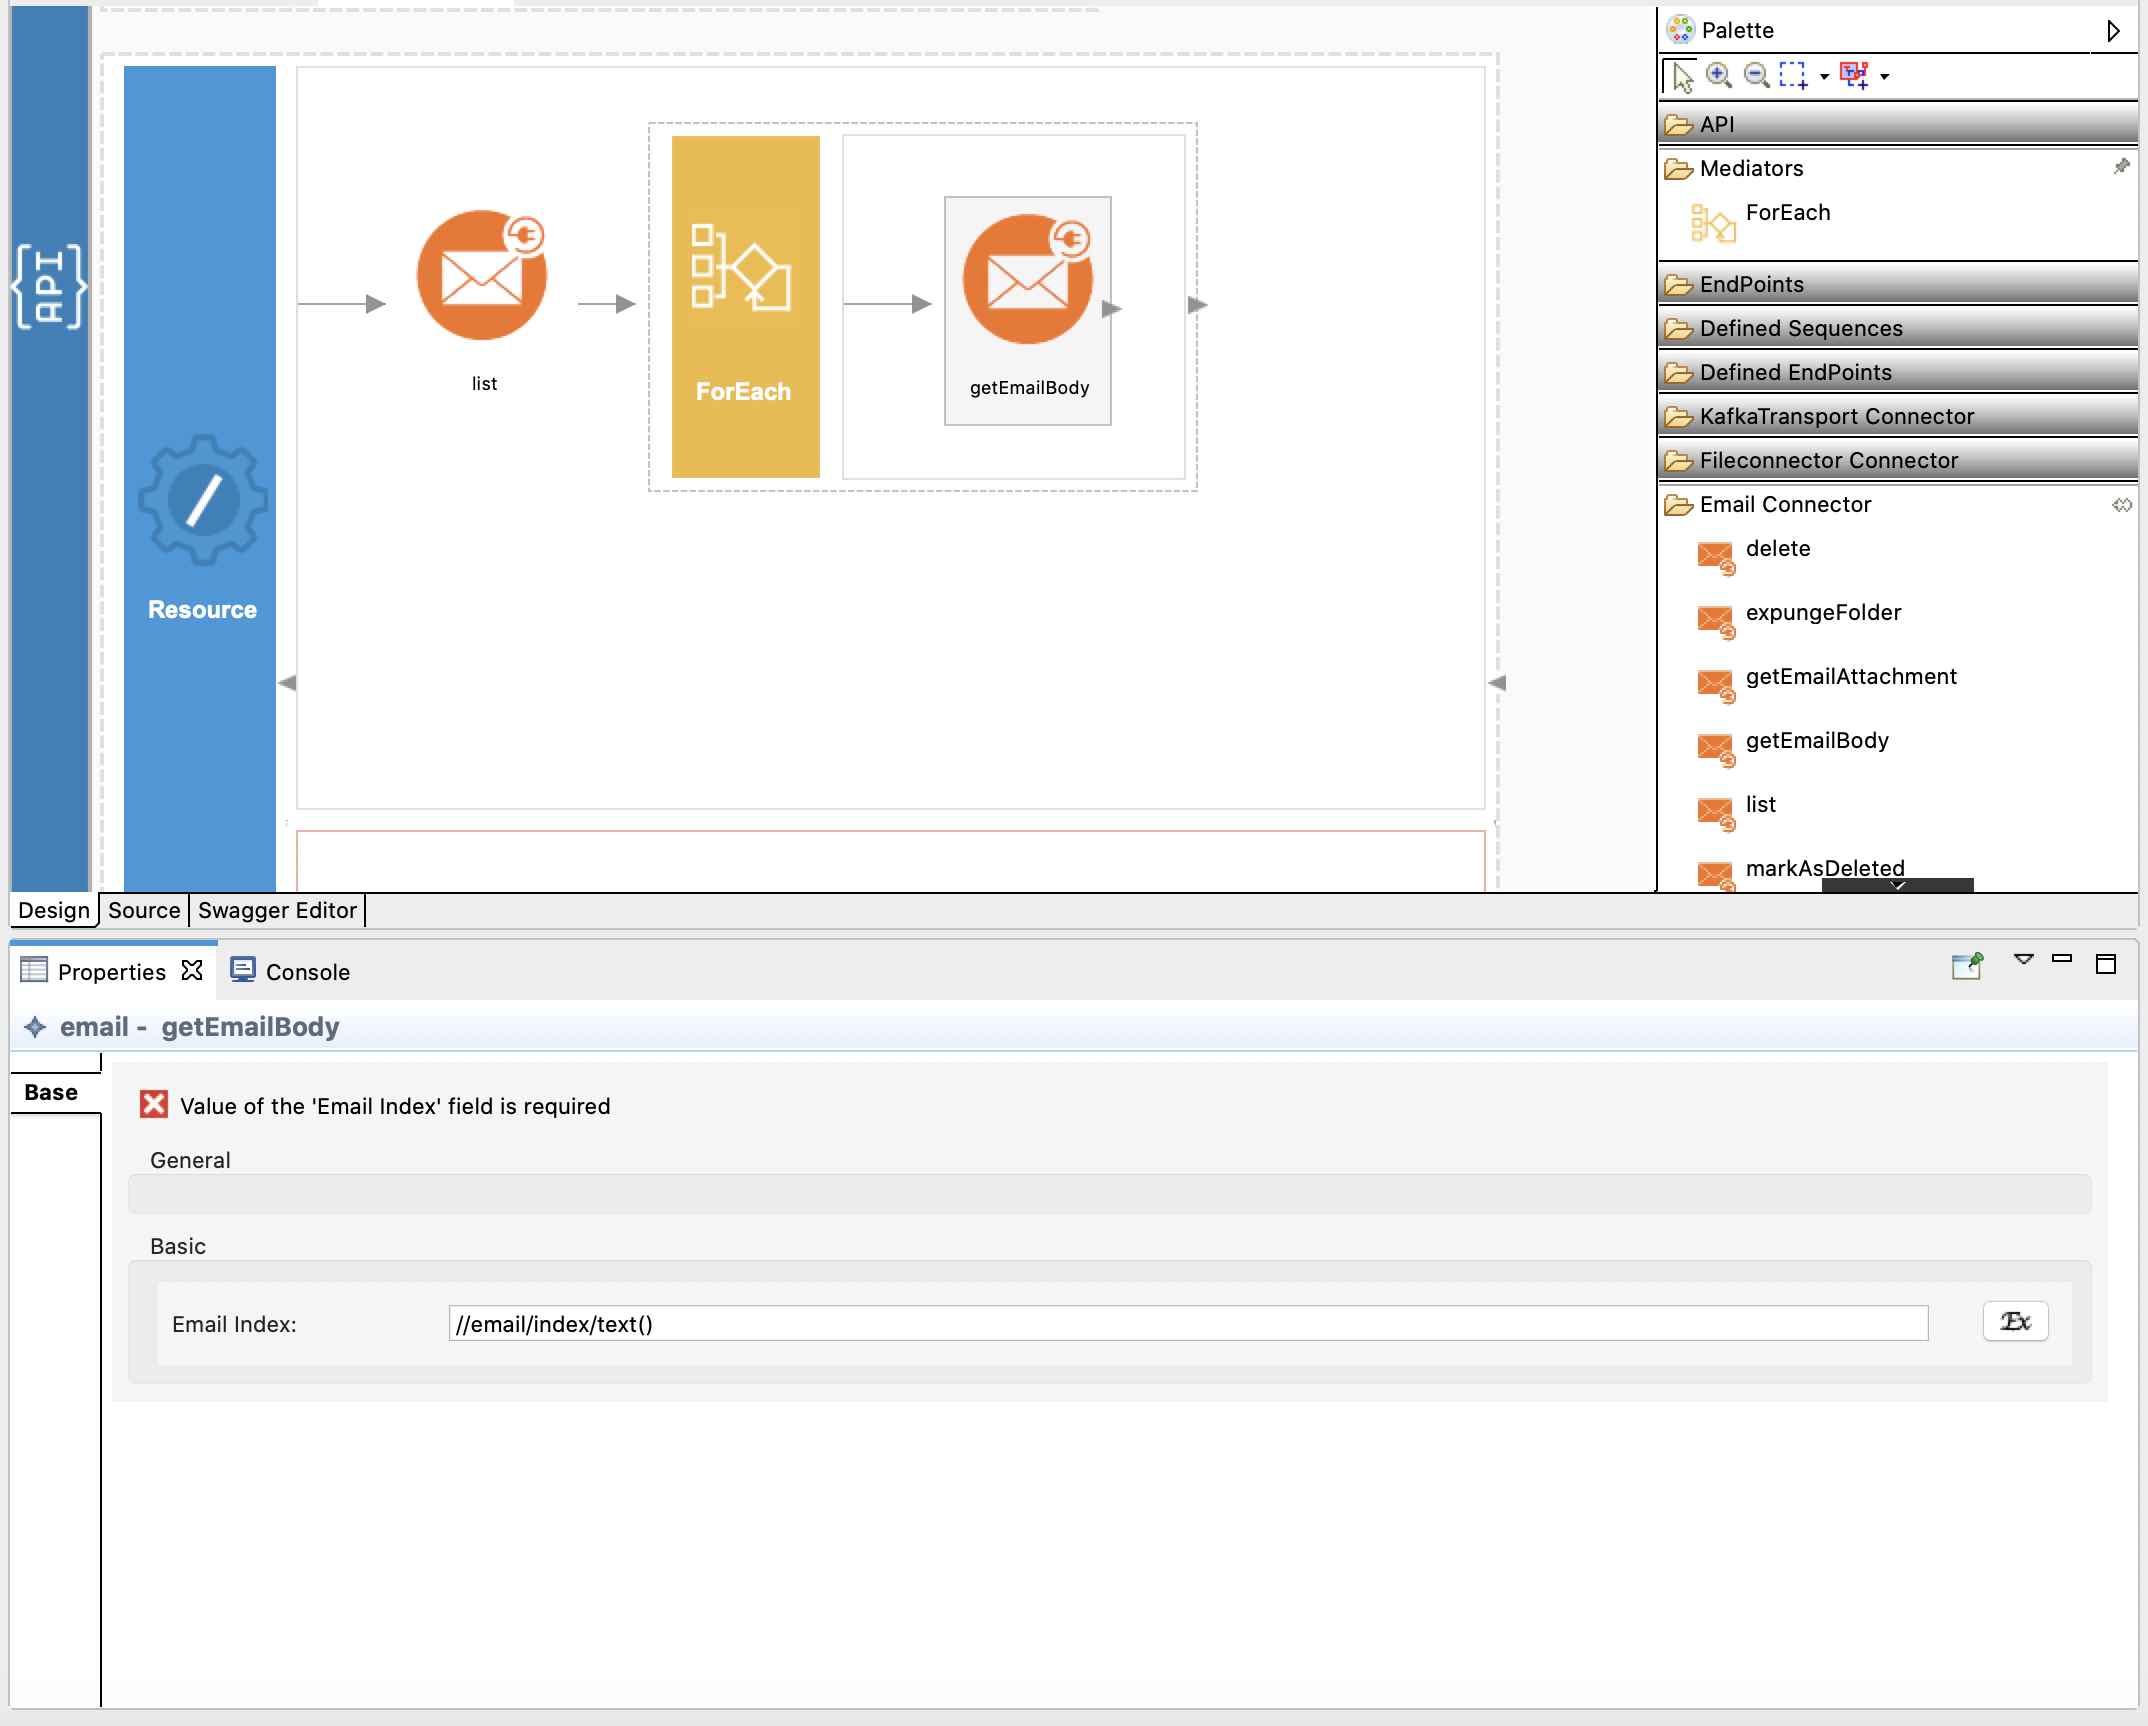 {API}
Resource
list
ForEach
getEmailBody
Palette
API
Mediators
ForEach
EndPoints
Defined Sequences
Defined EndPoints
KafkaTransport Connector
Fileconnector Connector
Email Connector
delete
expungeFolder
getEmailAttachment
getEmailBody
list
markAsDeleted
Design Source Swagger Editor
Properties Console
email - getEmailBody
Base
Value of the 'Email Index' field is required
General
Basic
Email Index: //email/index/text() Ex